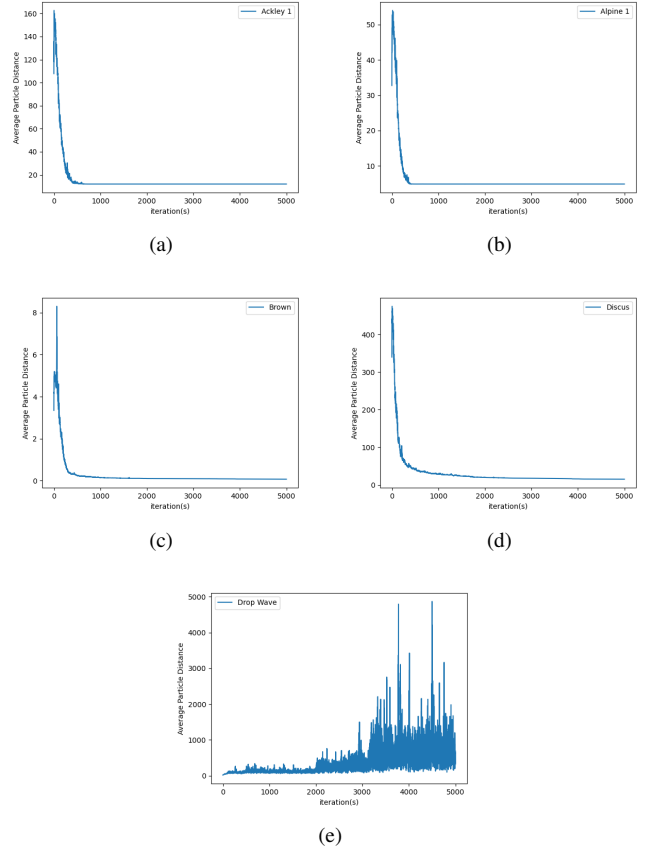 Ackley 1
160
140
120
100
80
60
40
20
Average Particle Distance
0 1000 2000 3000 4000 5000
iteration(s)
(a)
Alpine 1
50
40
30
20
10
Average Particle Distance
0 1000 2000 3000 4000 5000
iteration(s)
(b)
Brown
8
6
4
2
0
Average Particle Distance
0 1000 2000 3000 4000 5000
iteration(s)
(c)
Discus
400
300
200
100
0
Average Particle Distance
0 1000 2000 3000 4000 5000
iteration(s)
(d)
Drop Wave
5000
4000
3000
2000
1000
0
Average Particle Distance
0 1000 2000 3000 4000 5000
iteration(s)
(e)